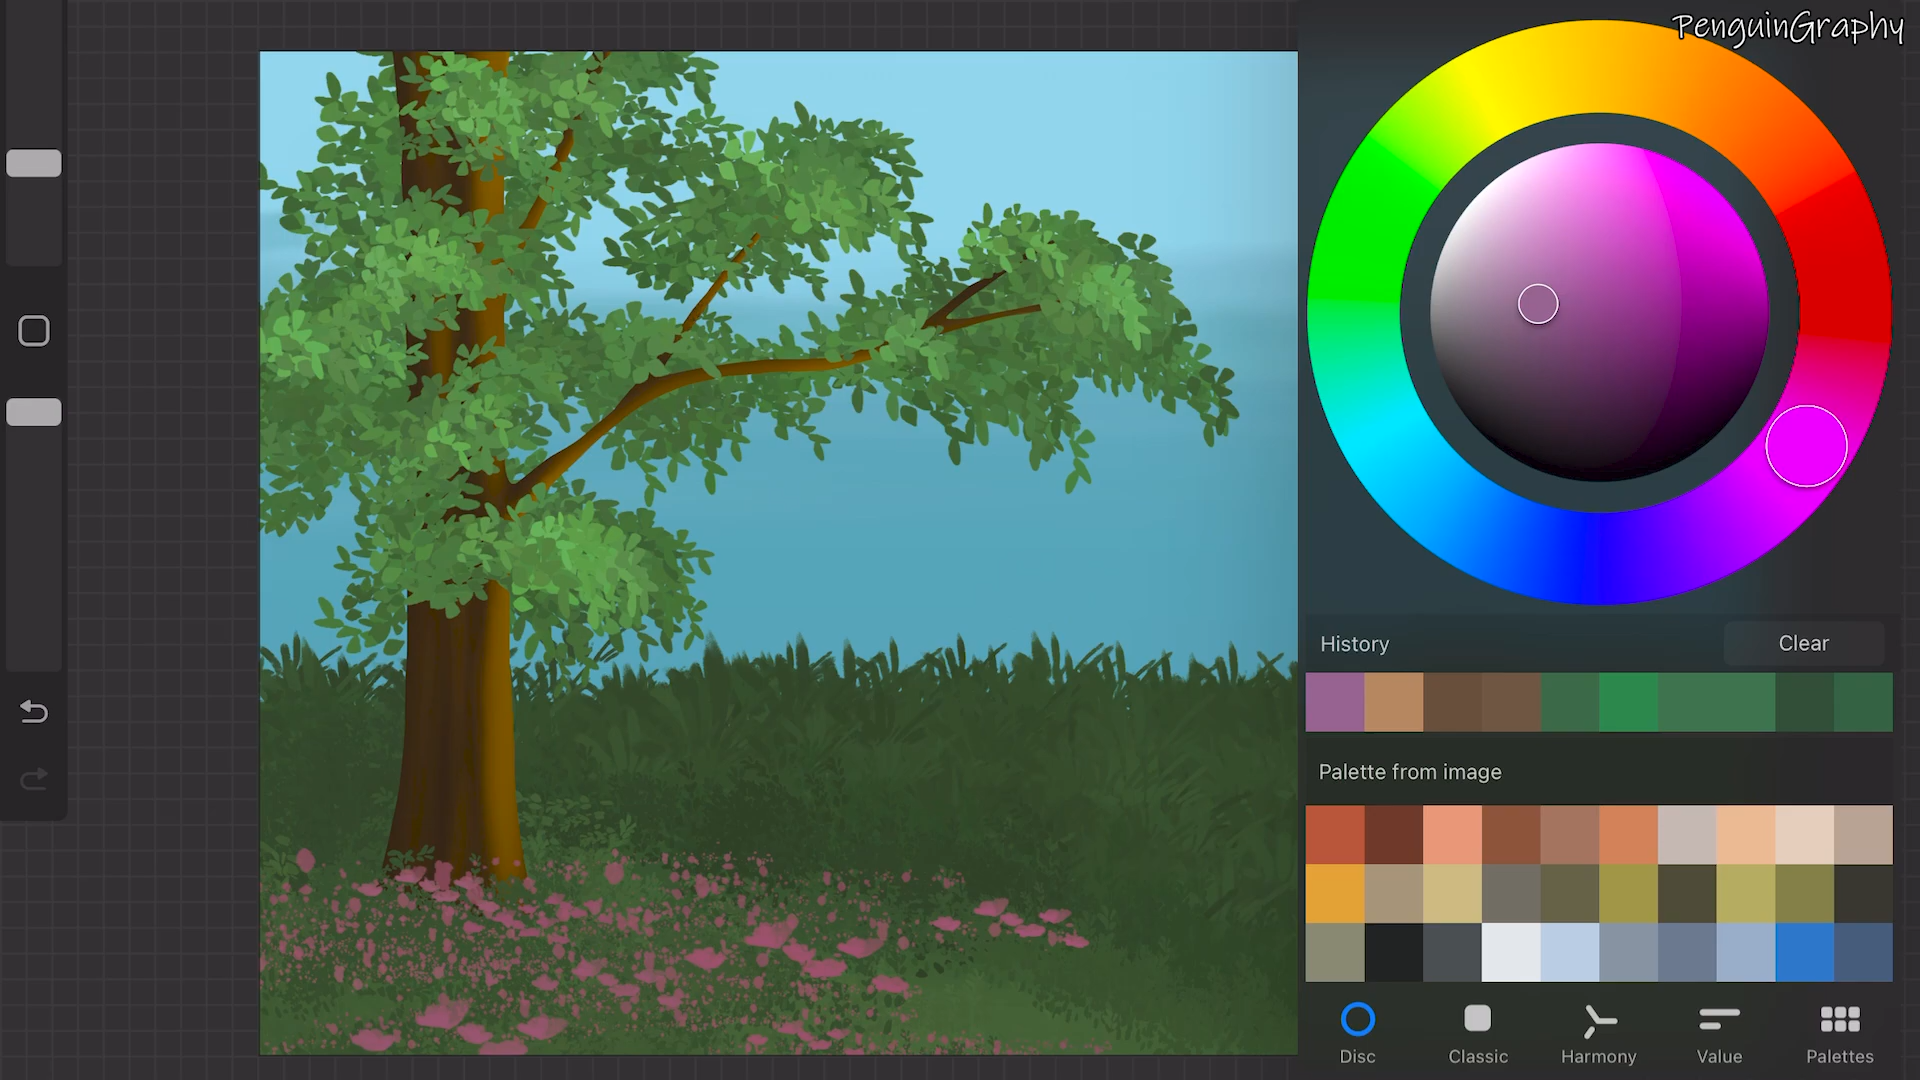 PenguinGraphy
History
Clear
Palette from image
Disc
Classic
Harmony
Value
Palettes